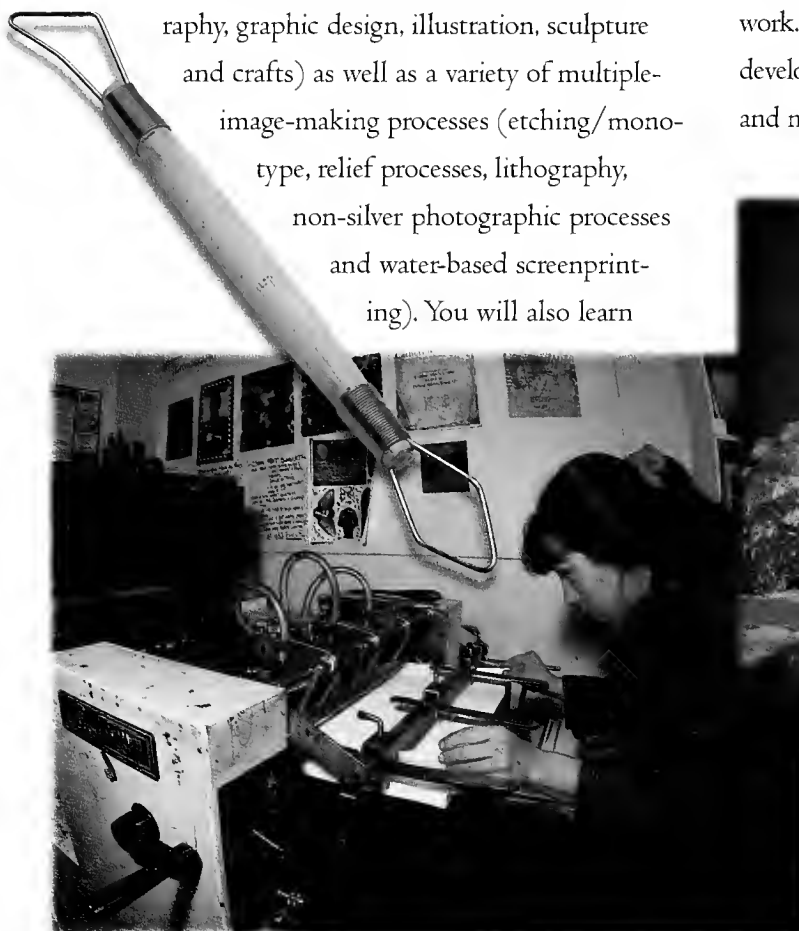 raphy, graphic design, illustration, sculpture
and crafts) as well as a variety of multiple-
image-making processes (etching/mono-
type, relief processes, lithography,
non-silver photographic processes
and water-based screenprint-
ing). You will also learn
work.
and